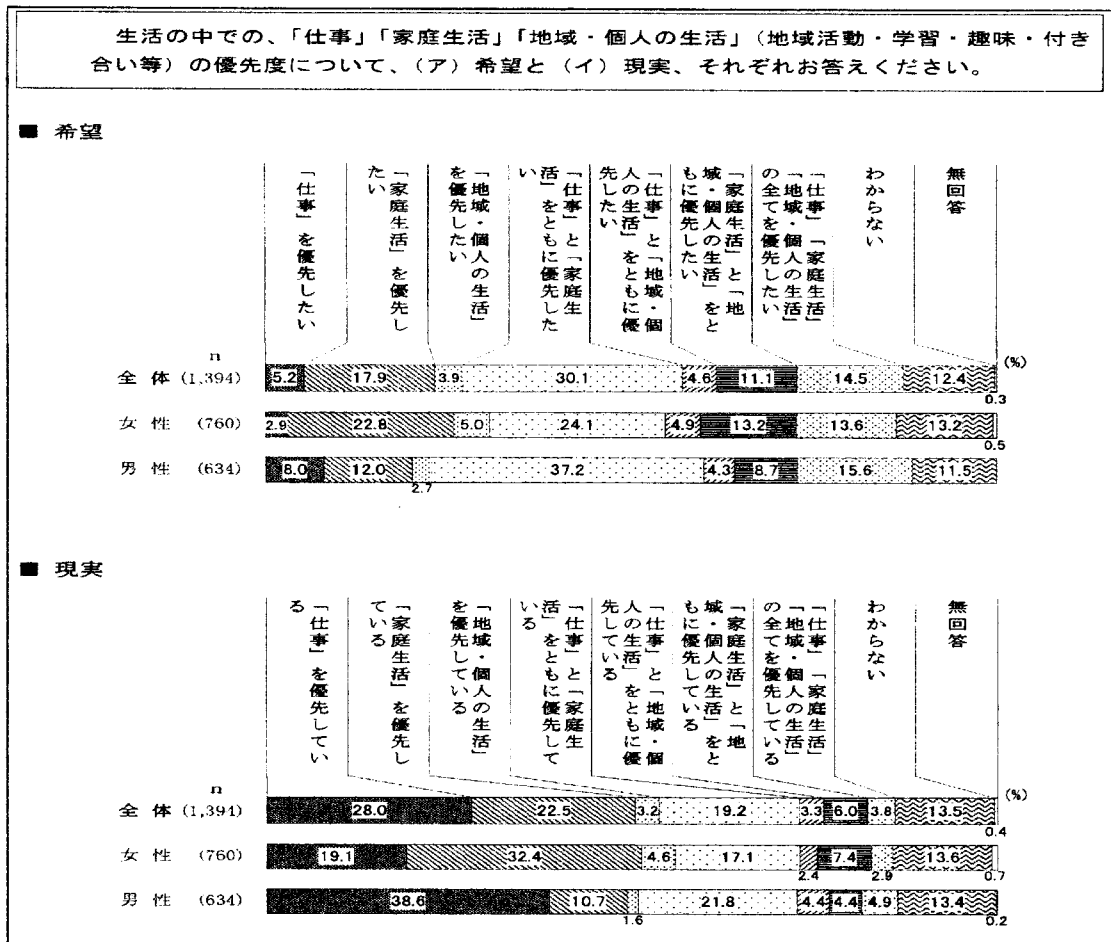 生活の中での、「仕事」「家庭生活」「地域・個人の生活」（地域活動・学習・趣味・付き
合い等）の優先度について、（ア）希望と（イ）現実、それぞれお答えください。
■ 希望
「仕事」を優先したい
「家庭生活」を優先し
たい
「地域・個人の生活」
を優先したい
「仕事」と「家庭生
活」をともに優先した
い
「仕事」と「地域・個
人の生活」をともに優
先したい
「家庭生活」と「地
域・個人の生活」をと
もに優先したい
「仕事」「家庭生活」
「地域・個人の生活」
の全てを優先したい
わからない
無回答
n
(%)
全体 (1,394) 5.2 17.9 3.9 30.1 4.6 11.1 14.5 12.4
0.3
女性 (760) 2.9 22.8 5.0 24.1 4.9 13.2 13.6 13.2
0.5
男性 (634) 8.0 12.0 37.2 4.3 8.7 15.6 11.5
2.7
■ 現実
「仕事」を優先してい
る
「家庭生活」を優先し
ている
「地域・個人の生活」
を優先している
「仕事」と「家庭生
活」をともに優先して
いる
「仕事」と「地域・個
人の生活」をともに優
先している
「家庭生活」と「地
域・個人の生活」をと
もに優先している
「仕事」「家庭生活」
「地域・個人の生活」
の全てを優先している
わからない
無回答
n
(%)
全体 (1,394) 28.0 22.5 3.2 19.2 3.3 6.0 3.8 13.5
0.4
女性 (760) 19.1 32.4 4.6 17.1 7.4 13.6
2.4 2.9 0.7
男性 (634) 38.6 10.7 21.8 4.4 4.4 4.9 13.4
1.6 0.2